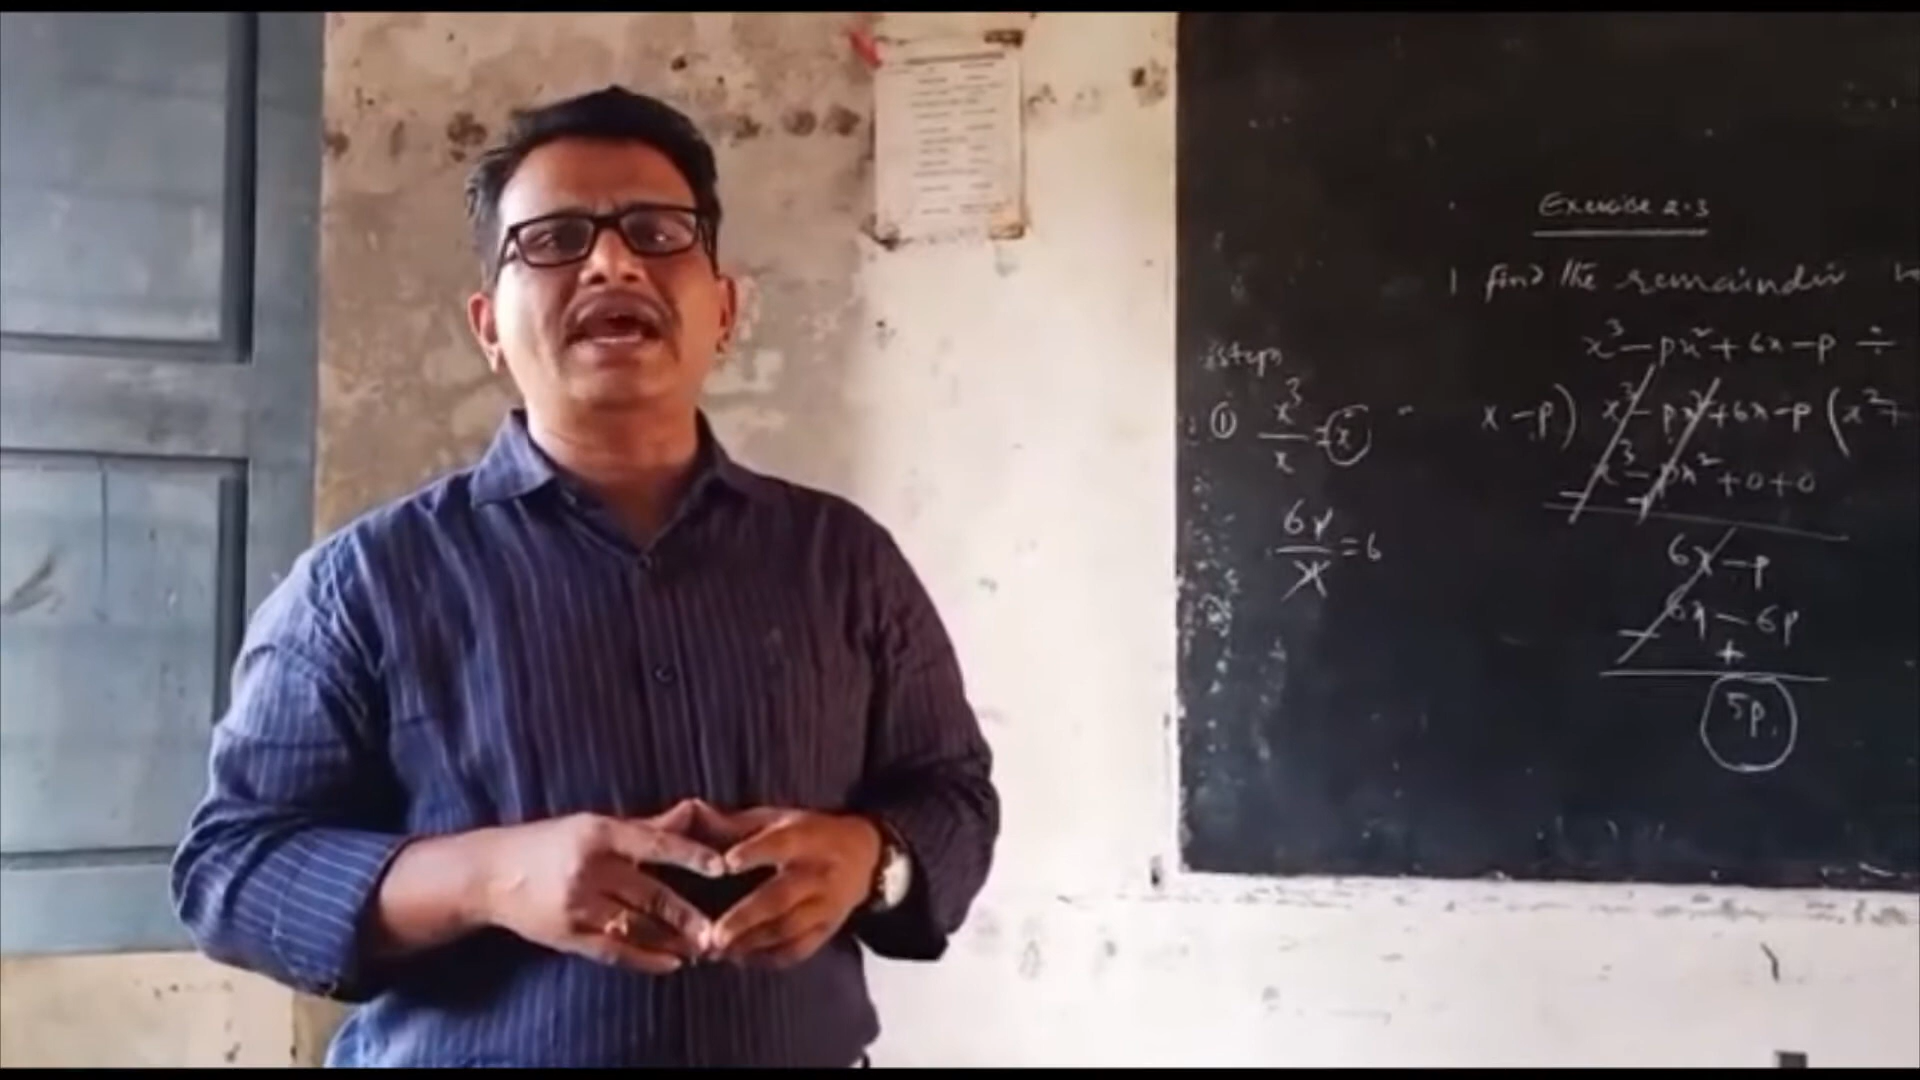 Exercise 2.3
1 find the remainder
x³ - px² + 6x - p ÷
isteps
① x³/x = x²
x - p) x³ - px² + 6x - p (x² +
x³ - px² + 0 + 0
- +
6x/x = 6
6x - p
6x - 6p
- +
5p.